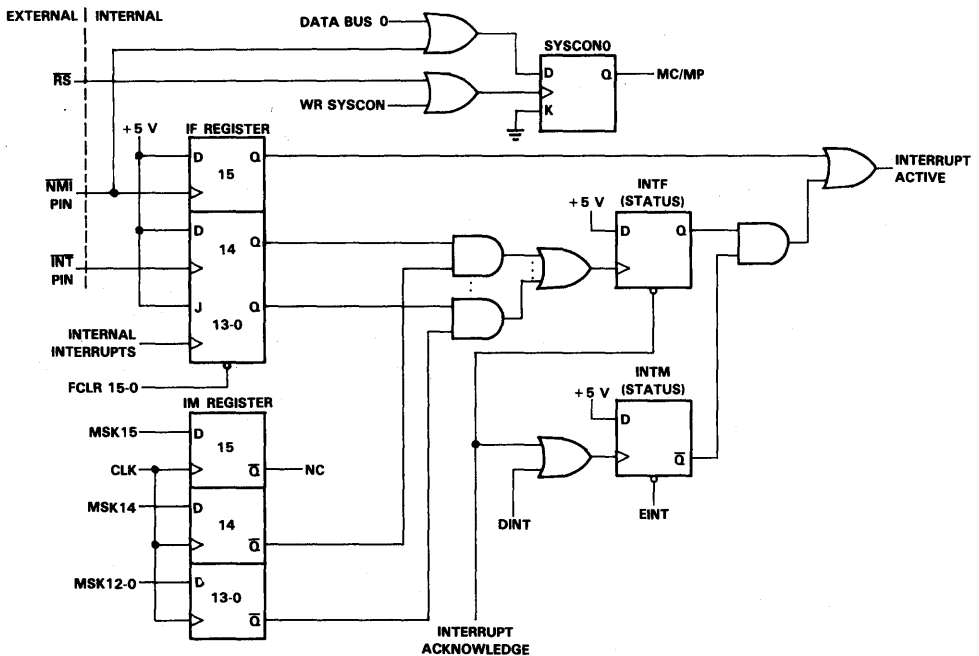 EXTERNAL INTERNAL
DATA BUS 0
SYSCON0
D Q
K
MC/MP
RS
WR SYSCON
+5 V
IF REGISTER
D Q
15
NMI
PIN
D
14
Q
INT
PIN
J
Q
13-0
INTERNAL
INTERRUPTS
FCLR 15-0
INTERRUPT
ACTIVE
INTF
(STATUS)
+5 V
D Q
INTM
(STATUS)
+5 V
D
Q
EINT
DINT
IM REGISTER
MSK15
D
15
CLK
Q
NC
MSK14
D
14
Q
MSK12-0
D
13-0
Q
INTERRUPT
ACKNOWLEDGE